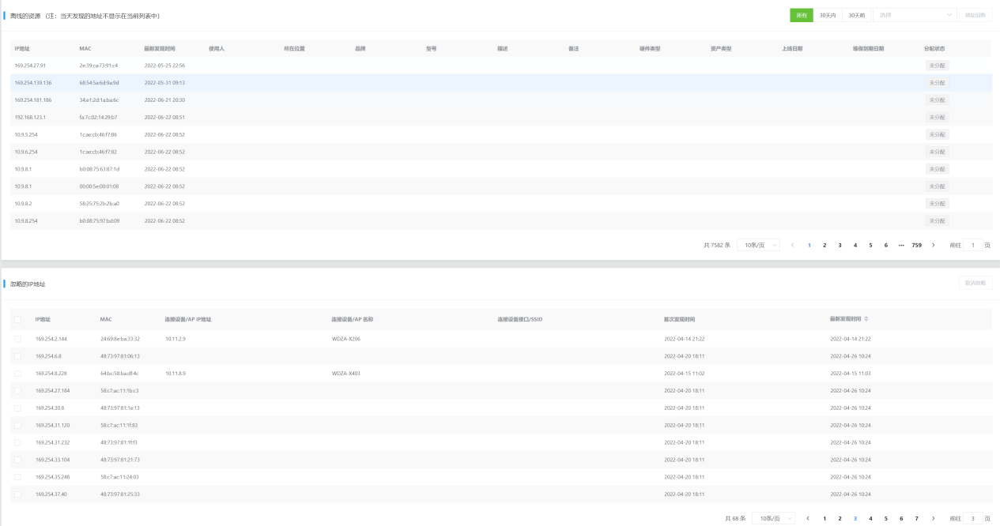 离线的资源 (注: 当天发现的地址不显示在当前列表中)
所有 30天内 30天前 选择 地址回收
IP地址 MAC 最新发现时间 使用人 所在位置 品牌 型号 描述 备注 硬件类型 资产类型 上线日期 维保到期日期 分配状态
169.254.27.91 2e:39:ca:73:91:c4 2022-05-25 22:56 未分配
169.254.139.136 68:54:5a:6d:9a:9d 2022-05-31 09:13 未分配
169.254.181.186 34:e1:2d:1a:ba:6c 2022-06-21 20:30 未分配
192.168.123.1 fa:7c:02:14:29:b7 2022-06-22 08:51 未分配
10.9.5.254 1c:ae:cb:46:f7:86 2022-06-22 08:52 未分配
10.9.6.254 1c:ae:cb:46:f7:82 2022-06-22 08:52 未分配
10.9.8.1 b0:08:75:63:87:1d 2022-06-22 08:52 未分配
10.9.8.1 00:00:5e:00:01:08 2022-06-22 08:52 未分配
10.9.8.2 58:25:75:2b:2b:a0 2022-06-22 08:52 未分配
10.9.8.254 b0:08:75:97:bd:09 2022-06-22 08:52 未分配
共 7582 条 10条/页 1 2 3 4 5 6 ••• 759 前往 1 页
忽略的IP地址 取消忽略
IP地址 MAC 连接设备/AP IP地址 连接设备/AP 名称 连接设备接口/SSID 首次发现时间 最新发现时间
169.254.2.144 24:69:8e:ba:33:32 10.11.2.9 WDZA-X206 2022-04-14 21:22 2022-04-14 21:22
169.254.6.8 48:73:97:81:06:13 2022-04-20 18:11 2022-04-26 10:24
169.254.8.228 64:bc:58:ba:df:4c 10.11.8.9 WDZA-X403 2022-04-15 11:02 2022-04-15 11:03
169.254.27.184 58:c7:ac:11:1b:c3 2022-04-20 18:11 2022-04-26 10:24
169.254.30.8 48:73:97:81:1e:13 2022-04-20 18:11 2022-04-26 10:24
169.254.31.120 58:c7:ac:11:1f:83 2022-04-20 18:11 2022-04-26 10:24
169.254.31.232 48:73:97:81:1f:f3 2022-04-20 18:11 2022-04-26 10:24
169.254.33.104 48:73:97:81:21:73 2022-04-20 18:11 2022-04-26 10:24
169.254.35.248 58:c7:ac:11:24:03 2022-04-20 18:11 2022-04-26 10:24
169.254.37.40 48:73:97:81:25:33 2022-04-20 18:11 2022-04-26 10:24
共 68 条 10条/页 1 2 3 4 5 6 7 前往 3 页